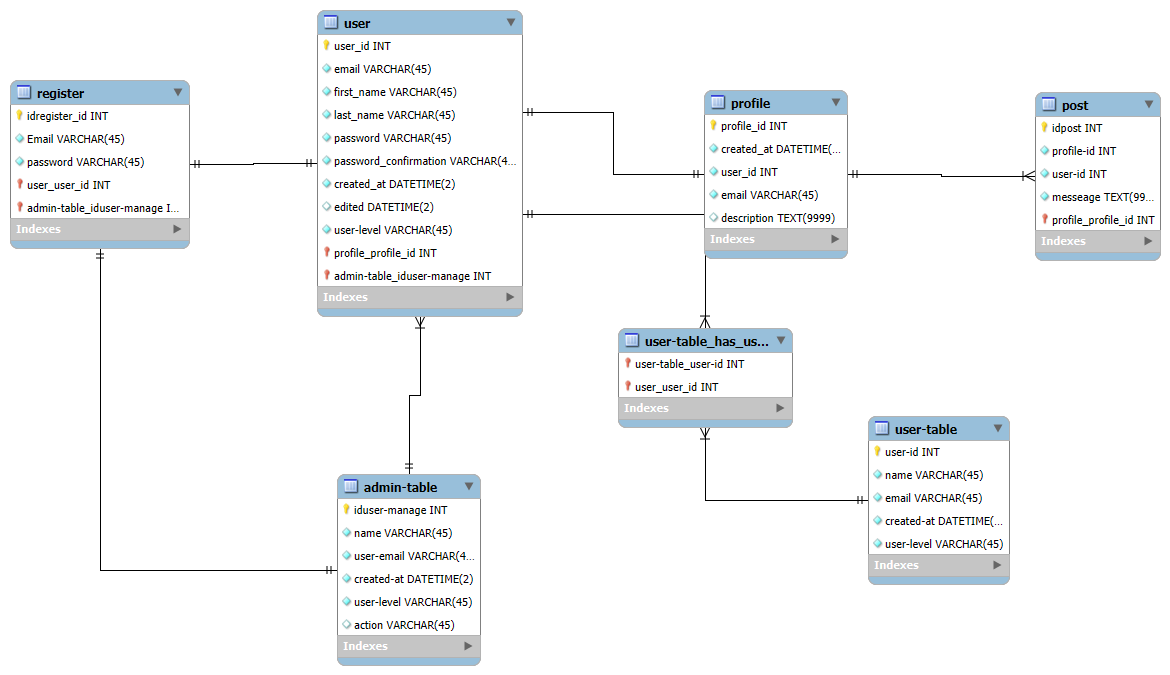 register
idregister_id INT
Email VARCHAR(45)
password VARCHAR(45)
user_user_id INT
admin-table_iduser-manage I...
Indexes
user
user_id INT
email VARCHAR(45)
first_name VARCHAR(45)
last_name VARCHAR(45)
password VARCHAR(45)
password_confirmation VARCHAR(4...
created_at DATETIME(2)
edited DATETIME(2)
user-level VARCHAR(45)
profile_profile_id INT
admin-table_iduser-manage INT
Indexes
profile
profile_id INT
created_at DATETIME(...
user_id INT
email VARCHAR(45)
description TEXT(9999)
Indexes
post
idpost INT
profile-id INT
user-id INT
messeage TEXT(99...
profile_profile_id INT
Indexes
user-table_has_us...
user-table_user-id INT
user_user_id INT
Indexes
user-table
user-id INT
name VARCHAR(45)
email VARCHAR(45)
created-at DATETIME(...
user-level VARCHAR(45)
Indexes
admin-table
iduser-manage INT
name VARCHAR(45)
user-email VARCHAR(4...
created-at DATETIME(2)
user-level VARCHAR(45)
action VARCHAR(45)
Indexes